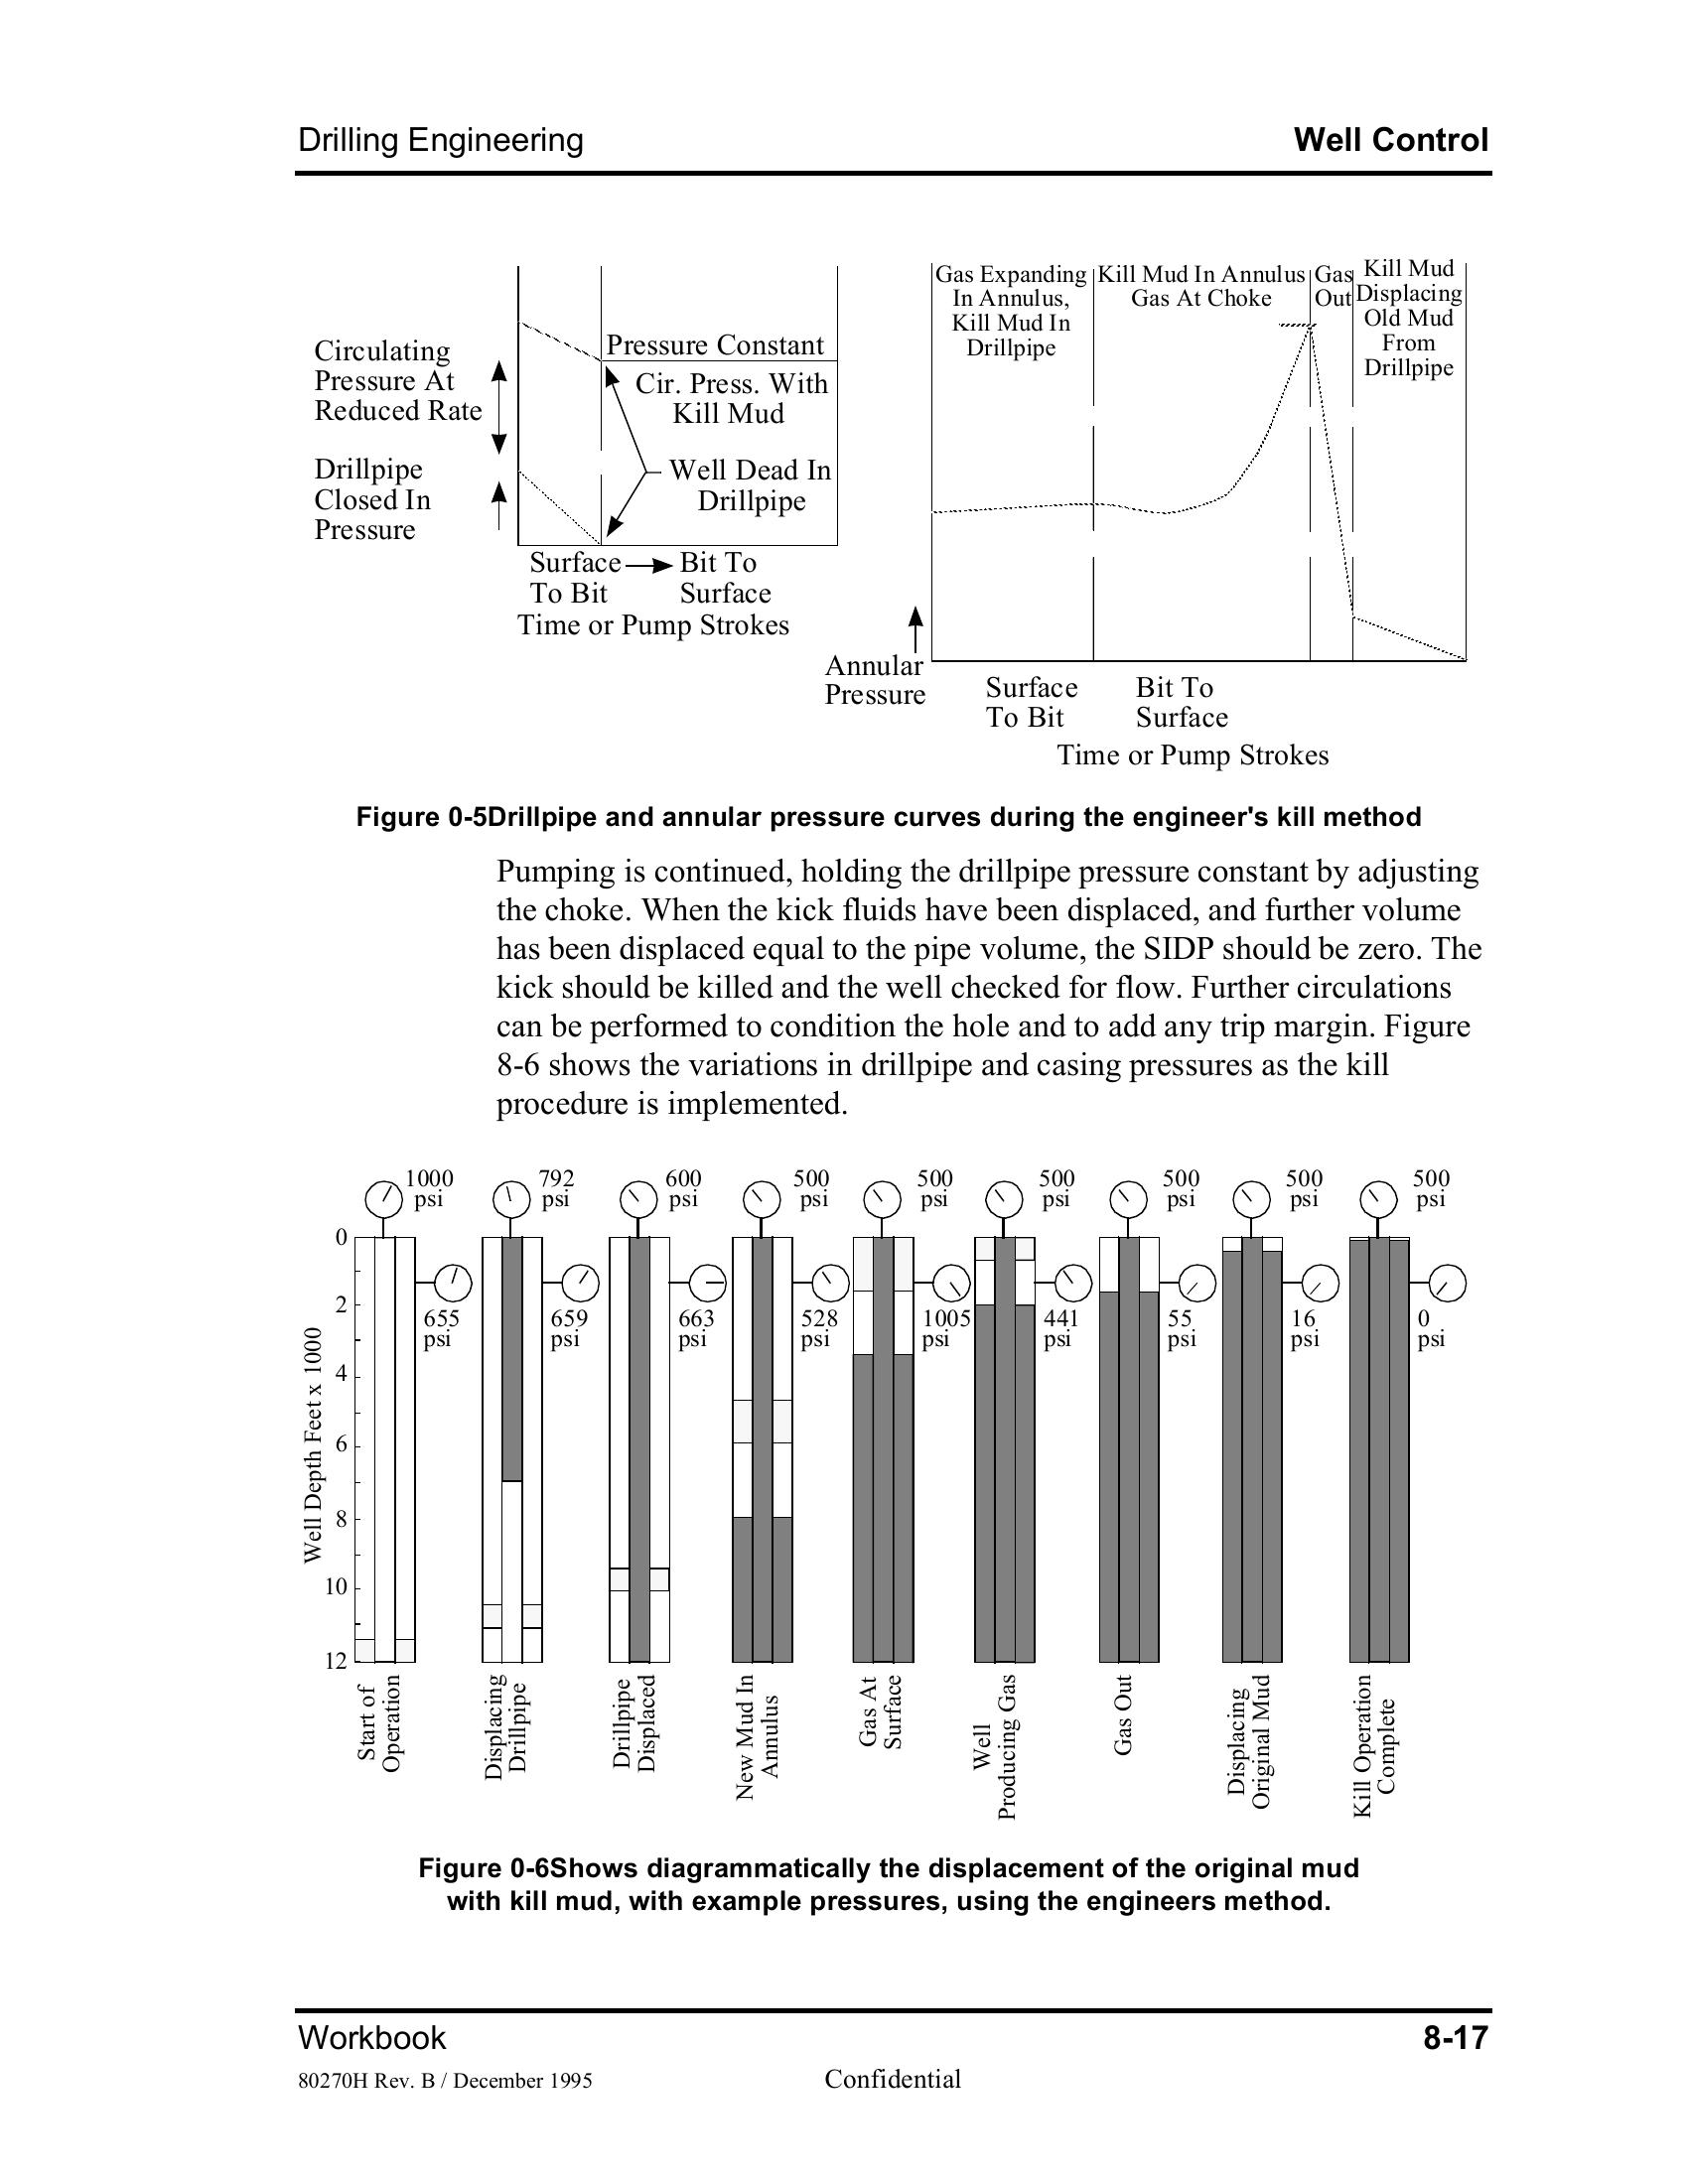 Drilling Engineering Well Control
Circulating
Pressure At
Reduced Rate
Drillpipe
Closed In
Pressure
Pressure Constant
Cir. Press. With
Kill Mud
Well Dead In
Drillpipe
Surface
To Bit
Bit To
Surface
Time or Pump Strokes
Gas Expanding
In Annulus,
Kill Mud In
Drillpipe
Kill Mud In Annulus
Gas At Choke
Gas
Out
Kill Mud
Displacing
Old Mud
From
Drillpipe
Annular
Pressure
Surface
To Bit
Bit To
Surface
Time or Pump Strokes
Figure 0-5Drillpipe and annular pressure curves during the engineer's kill method
Pumping is continued, holding the drillpipe pressure constant by adjusting
the choke. When the kick fluids have been displaced, and further volume
has been displaced equal to the pipe volume, the SIDP should be zero. The
kick should be killed and the well checked for flow. Further circulations
can be performed to condition the hole and to add any trip margin. Figure
8-6 shows the variations in drillpipe and casing pressures as the kill
procedure is implemented.
1000
psi
792
psi
600
psi
500
psi
500
psi
500
psi
500
psi
500
psi
500
psi
655
psi
659
psi
663
psi
528
psi
1005
psi
441
psi
55
psi
16
psi
0
psi
Well Depth Feet x 1000
0
2
4
6
8
10
12
Start of
Operation
Displacing
Drillpipe
Drillpipe
Displaced
New Mud In
Annulus
Gas At
Surface
Well
Producing Gas
Gas Out
Displacing
Original Mud
Kill Operation
Complete
Figure 0-6Shows diagrammatically the displacement of the original mud
with kill mud, with example pressures, using the engineers method.
Workbook 8-17
80270H Rev. B / December 1995 Confidential